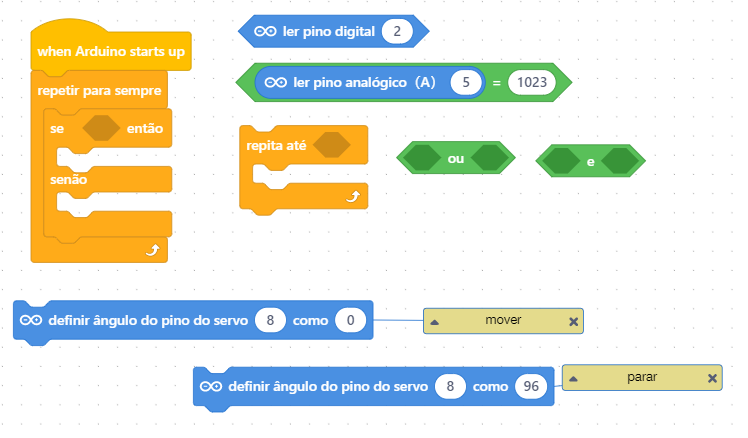 when Arduino starts up
repetir para sempre
se então
senão
ler pino digital 2
ler pino analógico (A) 5 = 1023
repita até
ou
e
definir ângulo do pino do servo 8 como 0
mover
definir ângulo do pino do servo 8 como 96
parar